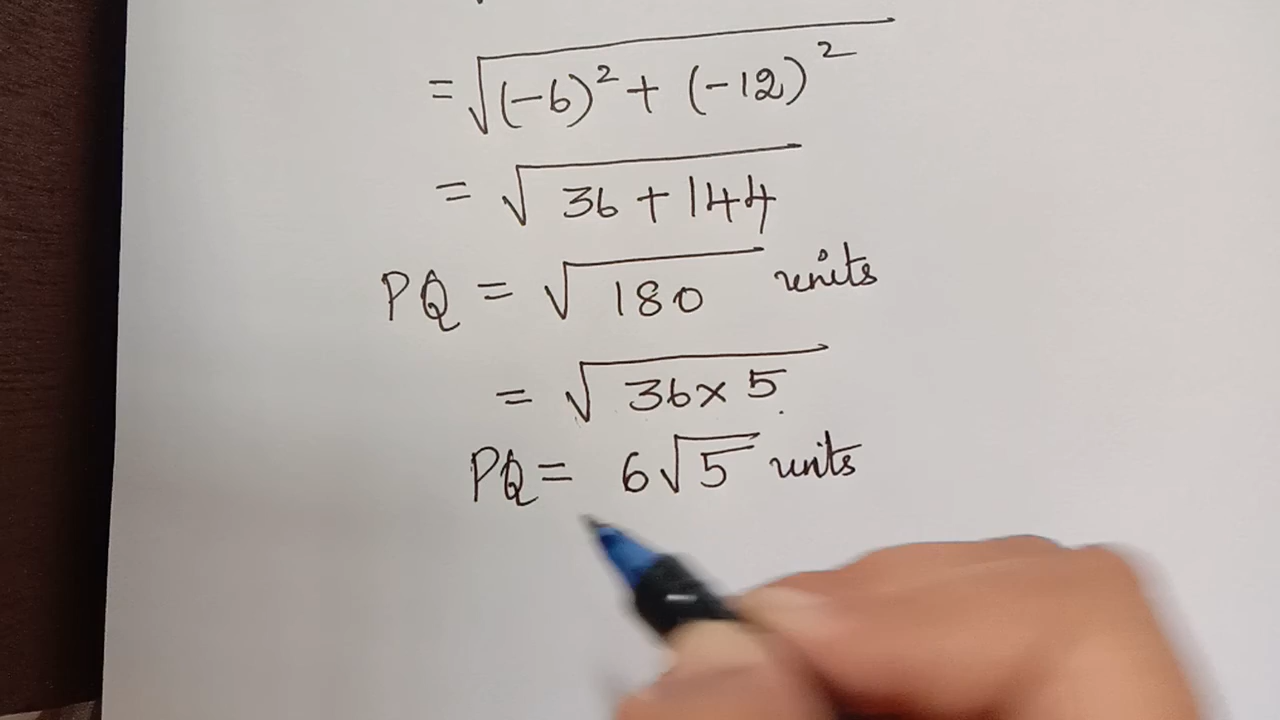 = √(-6)² + (-12)²
= √36 + 144
PQ = √180 units
= √36 × 5
PQ = 6√5 units